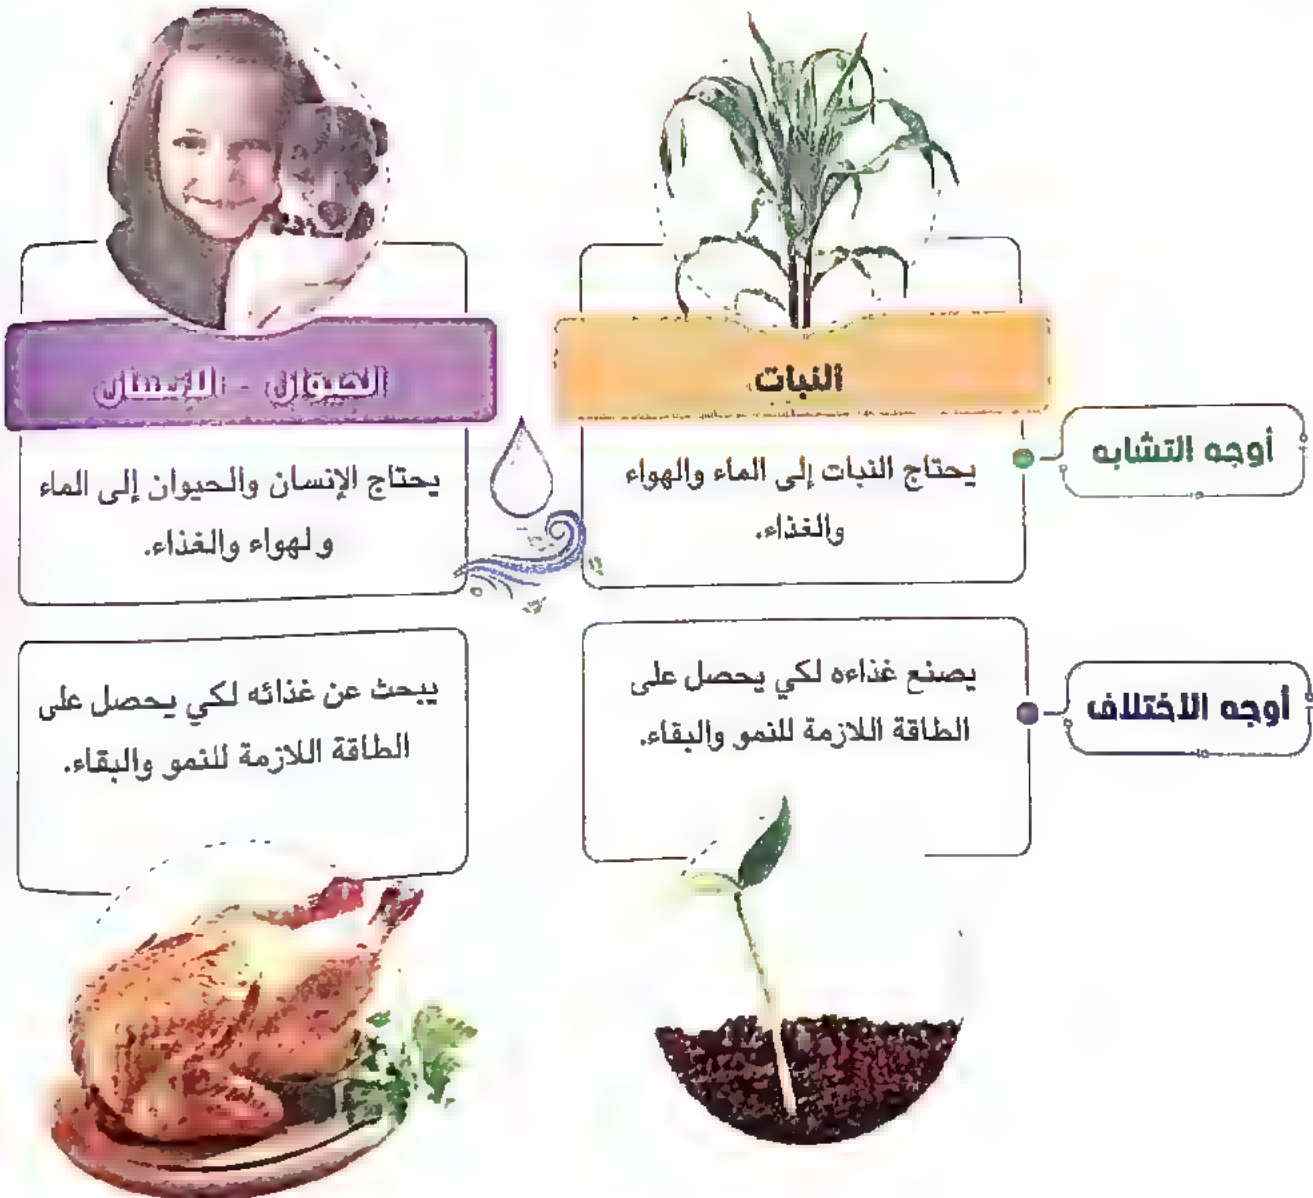 النبات
الحيوان - الإنسان
أوجه التشابه
يحتاج النبات إلى الماء والهواء
والغذاء.
يحتاج الإنسان والحيوان إلى الماء
و لهواء والغذاء.
أوجه الاختلاف
يصنع غذاءه لكي يحصل على
الطاقة اللازمة للنمو والبقاء.
يبحث عن غذائه لكي يحصل على
الطاقة اللازمة للنمو والبقاء.